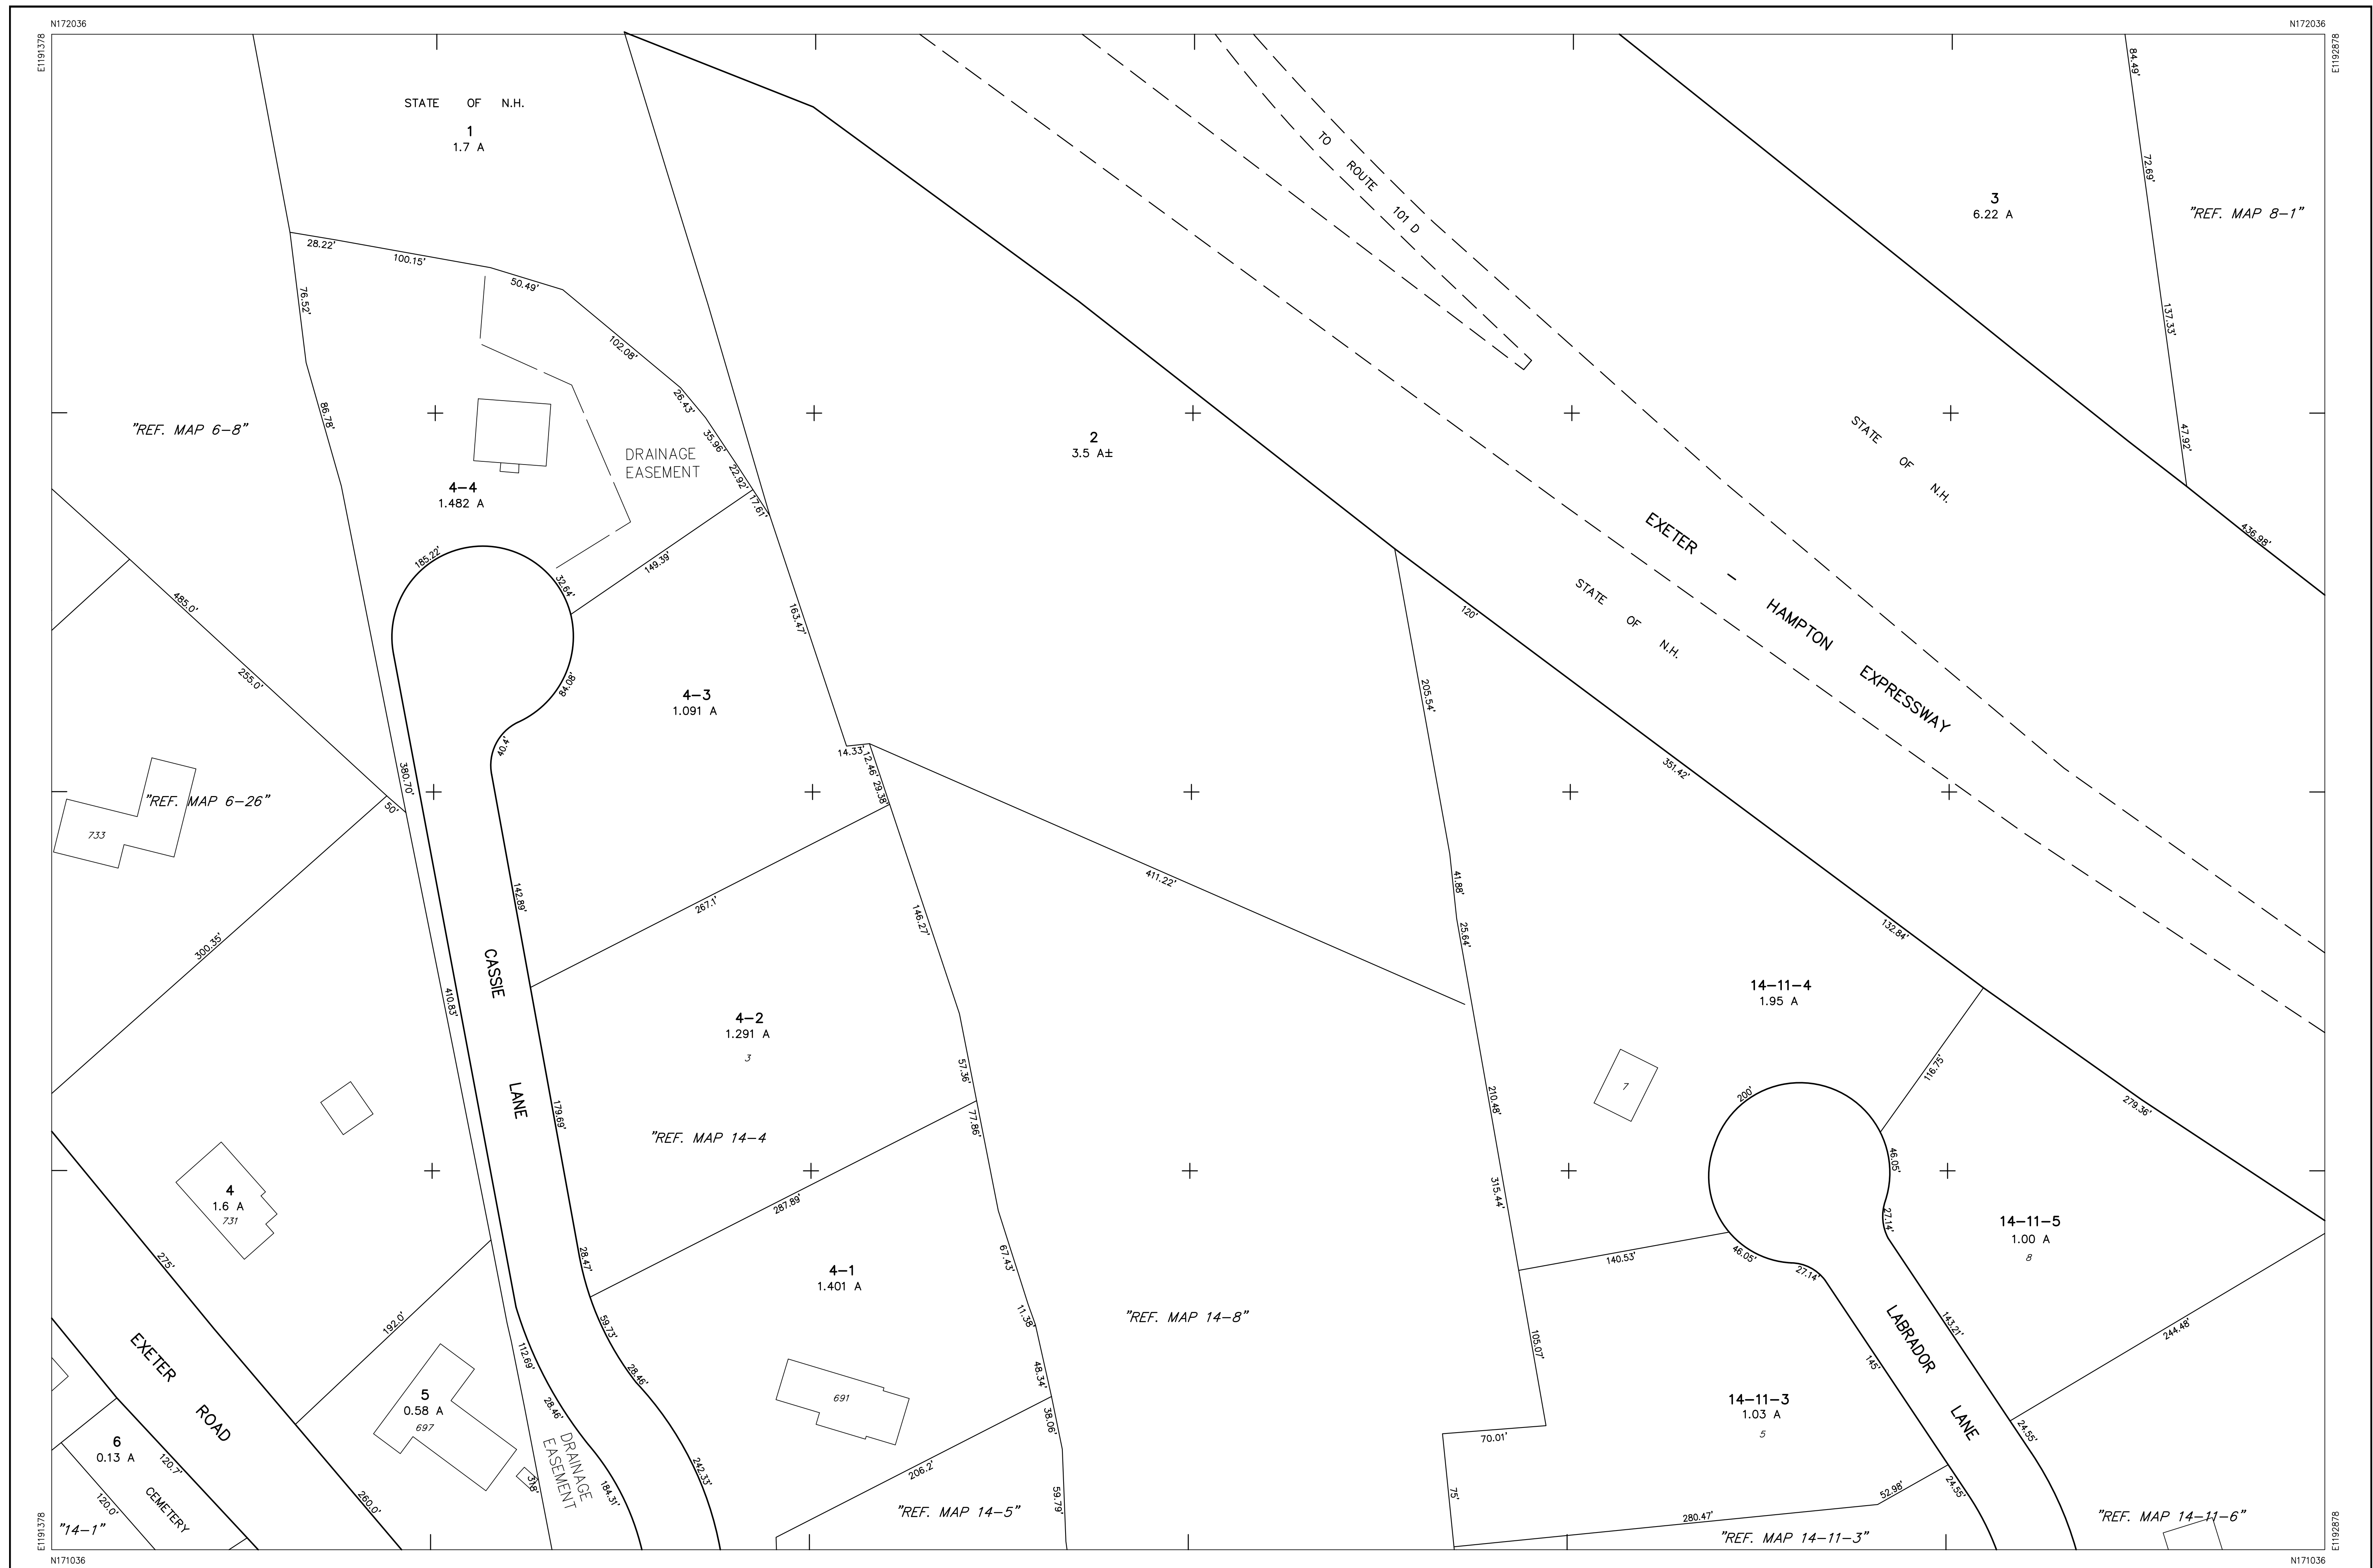 N172036
N172036
E1191378
E1192878
STATE OF N.H.
1
1.7 A
84.49'
TO ROUTE 101 D
72.69'
3
6.22 A
"REF. MAP 8-1"
28.22'
100.15'
50.49'
76.52'
137.33'
102.08'
26.43'
86.78'
35.96'
22.92'
17.61'
"REF. MAP 6-8"
2
3.5 A±
STATE OF N.H.
47.92'
436.98'
DRAINAGE
EASEMENT
4-4
1.482 A
EXETER - HAMPTON EXPRESSWAY
STATE OF N.H.
185.22'
32.64'
149.39'
485.0'
163.47'
120'
255.0'
84.08'
4-3
1.091 A
205.54'
40.4'
14.33'
12.46'
29.38'
351.42'
380.70'
50'
"REF. MAP 6-26"
733
411.22'
41.88'
142.89'
267.1'
146.27'
25.64'
132.84'
300.35'
CASSIE LANE
410.83'
14-11-4
1.95 A
4-2
1.291 A
3
57.36'
116.75'
7
200'
210.48'
279.36'
179.69'
77.86'
"REF. MAP 14-4
46.05'
4
1.6 A
731
287.89'
315.44'
27.14'
14-11-5
1.00 A
8
275'
28.47'
67.43'
140.53'
46.05'
27.14'
4-1
1.401 A
11.38'
"REF. MAP 14-8"
192.0'
59.73'
143.21'
244.48'
EXETER ROAD
112.69'
28.46'
105.07'
145'
LABRADOR LANE
48.34'
5
0.58 A
697
28.46'
691
38.06'
14-11-3
1.03 A
5
24.55'
6
0.13 A
120.7'
70.01'
DRAINAGE
EASEMENT
31.8'
242.33'
206.2'
184.31'
75'
52.98'
24.55'
59.79'
120.0'
CEMETERY
260.0'
"REF. MAP 14-5"
280.47'
"REF. MAP 14-11-6"
"14-1"
"REF. MAP 14-11-3"
E1191378
E1192878
N171036
N171036